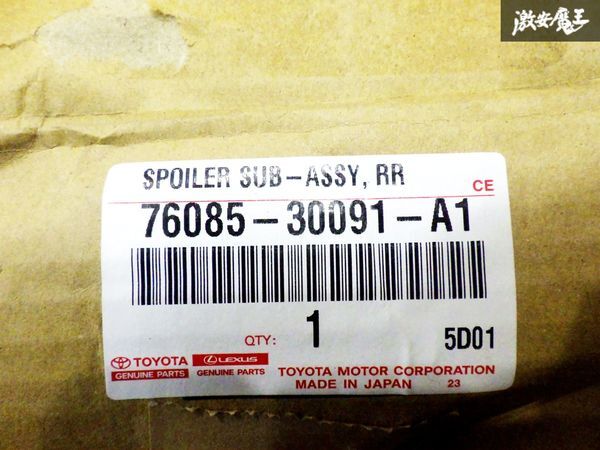 激安魔王
SPOILER SUB-ASSY, RR
CE
76085-30091-A1
QTY: 1
5D01
TOYOTA
GENUINE PARTS
LEXUS
GENUINE PARTS
TOYOTA MOTOR CORPORATION
MADE IN JAPAN 23